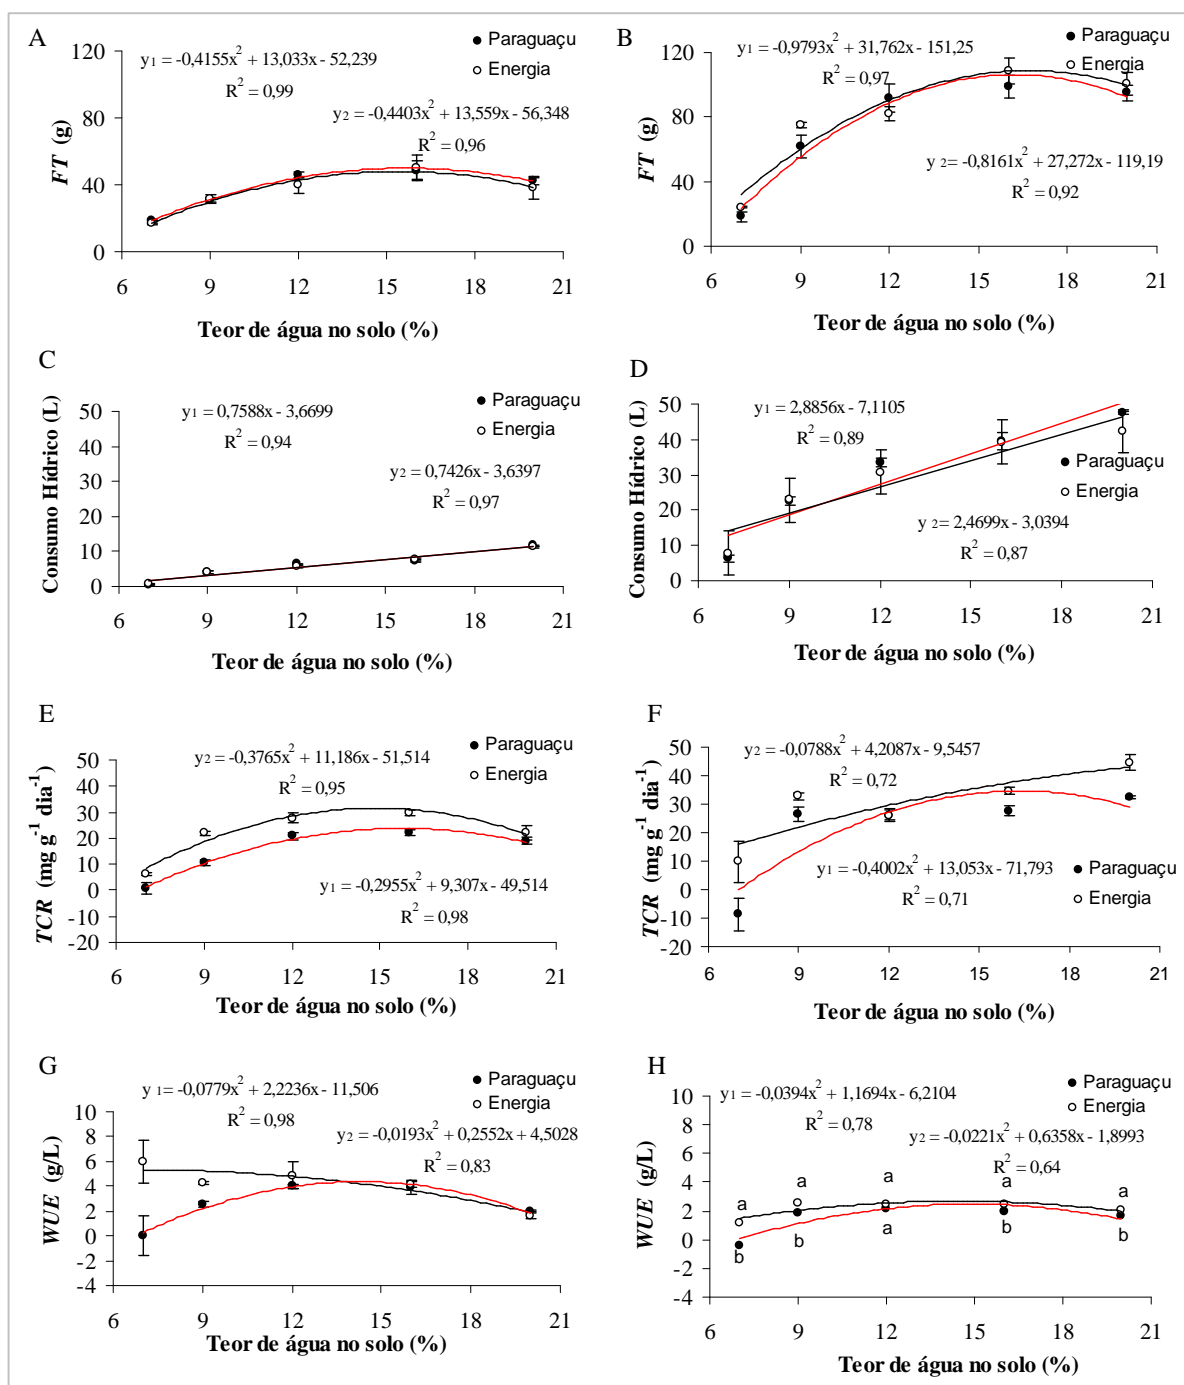 A
y1 = -0,4155x2 + 13,033x - 52,239
R2 = 0,99
Paraguaçu
Energia
y2 = -0,4403x2 + 13,559x - 56,348
R2 = 0,96
FT (g)
120
80
40
0
6 9 12 15 18 21
Teor de água no solo (%)
B
y1 = -0,9793x2 + 31,762x - 151,25
R2 = 0,97
Paraguaçu
Energia
y 2 = -0,8161x2 + 27,272x - 119,19
R2 = 0,92
FT (g)
120
80
40
0
6 9 12 15 18 21
Teor de água no solo (%)
C
y1 = 0,7588x - 3,6699
R2 = 0,94
Paraguaçu
Energia
y2 = 0,7426x - 3,6397
R2 = 0,97
Consumo Hídrico (L)
50
40
30
20
10
0
6 9 12 15 18 21
Teor de água no solo (%)
D
y1 = 2,8856x - 7,1105
R2 = 0,89
Paraguaçu
Energia
y 2 = 2,4699x - 3,0394
R2 = 0,87
Consumo Hídrico (L)
50
40
30
20
10
0
6 9 12 15 18 21
Teor de água no solo (%)
E
y2 = -0,3765x2 + 11,186x - 51,514
R2 = 0,95
Paraguaçu
Energia
y1 = -0,2955x2 + 9,307x - 49,514
R2 = 0,98
TCR (mg g-1 dia-1)
50
40
30
20
10
0
-10
-20
6 9 12 15 18 21
Teor de água no solo (%)
F
y2 = -0,0788x2 + 4,2087x - 9,5457
R2 = 0,72
y1 = -0,4002x2 + 13,053x - 71,793
R2 = 0,71
Paraguaçu
Energia
TCR (mg g-1 dia-1)
50
40
30
20
10
0
-10
-20
6 9 12 15 18 21
Teor de água no solo (%)
G
y 1= -0,0779x2 + 2,2236x - 11,506
R2 = 0,98
Paraguaçu
Energia
y2 = -0,0193x2 + 0,2552x + 4,5028
R2 = 0,83
WUE (g/L)
10
8
6
4
2
0
-2
-4
6 9 12 15 18 21
Teor de água no solo (%)
H
y1 = -0,0394x2 + 1,1694x - 6,2104
R2 = 0,78
Paraguaçu
Energia
y2 = -0,0221x2 + 0,6358x - 1,8993
R2 = 0,64
WUE (g/L)
10
8
6
4
2
0
-2
-4
a a a a a
b b a b b
6 9 12 15 18 21
Teor de água no solo (%)